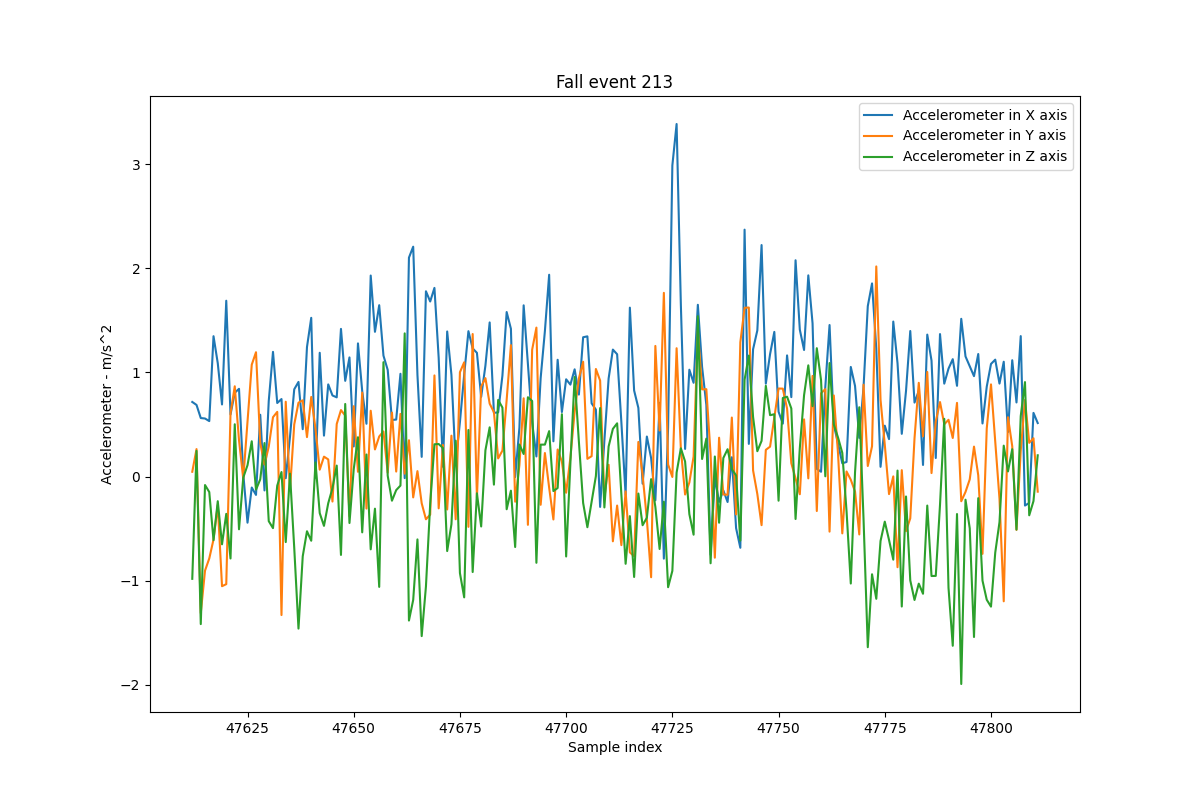 Fall event 213
Accelerometer in X axis
Accelerometer in Y axis
Accelerometer in Z axis
Accelerometer - m/s^2
3
2
1
0
−1
−2
47625 47650 47675 47700 47725 47750 47775 47800
Sample index